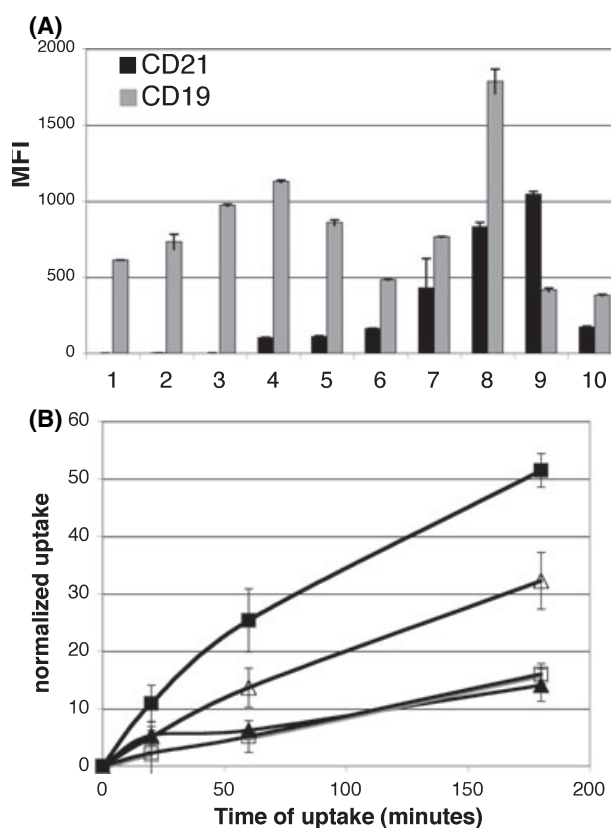 (A)
2000
CD21
CD19
1500
MFI
1000
500
0
1 2 3 4 5 6 7 8 9 10
(B)
60
50
40
normalized uptake
30
20
10
0
0 50 100 150 200
Time of uptake (minutes)